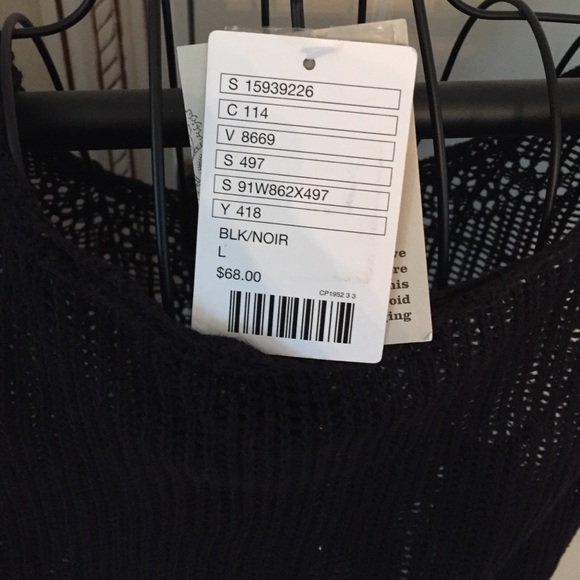 S 15939226
C 114
V 8669
S 497
S 91W862X497
Y 418
BLK/NOIR
L
$68.00
CP1952 3 3